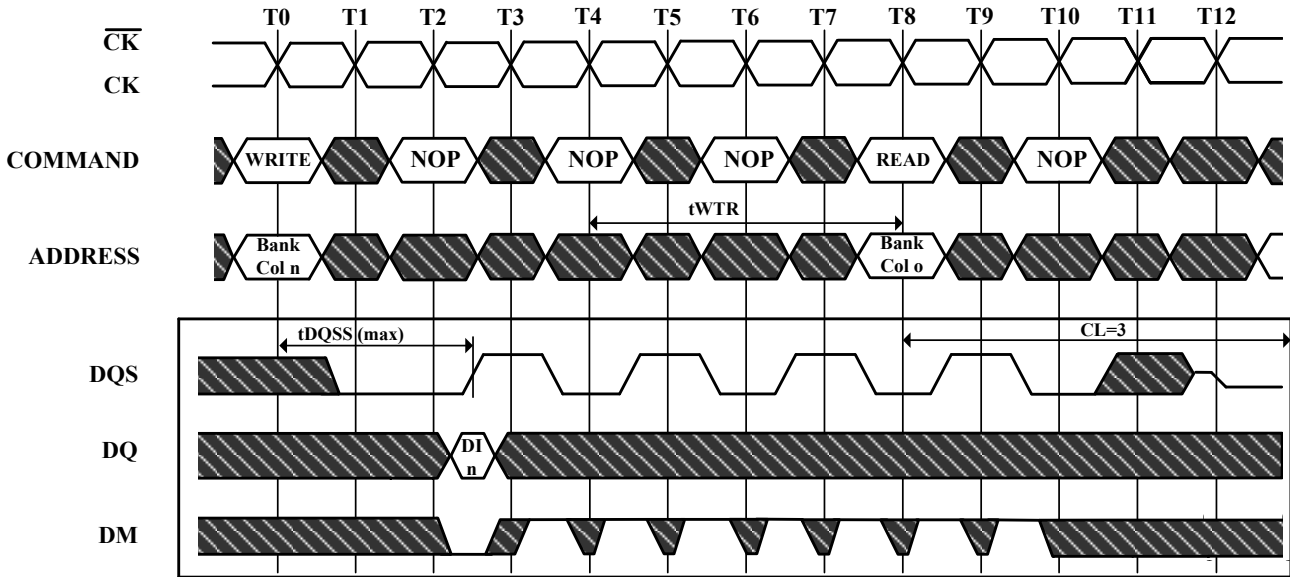 T0 T1 T2 T3 T4 T5 T6 T7 T8 T9 T10 T11 T12
CK
CK
COMMAND
WRITE NOP NOP NOP READ NOP
tWTR
ADDRESS
Bank
Col n
Bank
Col o
tDQSS (max)
CL=3
DQS
DQ
DI
n
DM